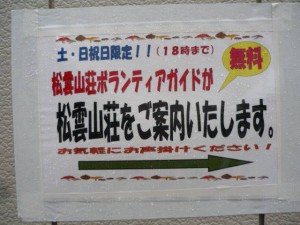 土・日祝日限定！！(１８時まで)
無料
松雲山荘ボランティアガイドが
松雲山荘をご案内いたします。
お気軽にお声掛けください！